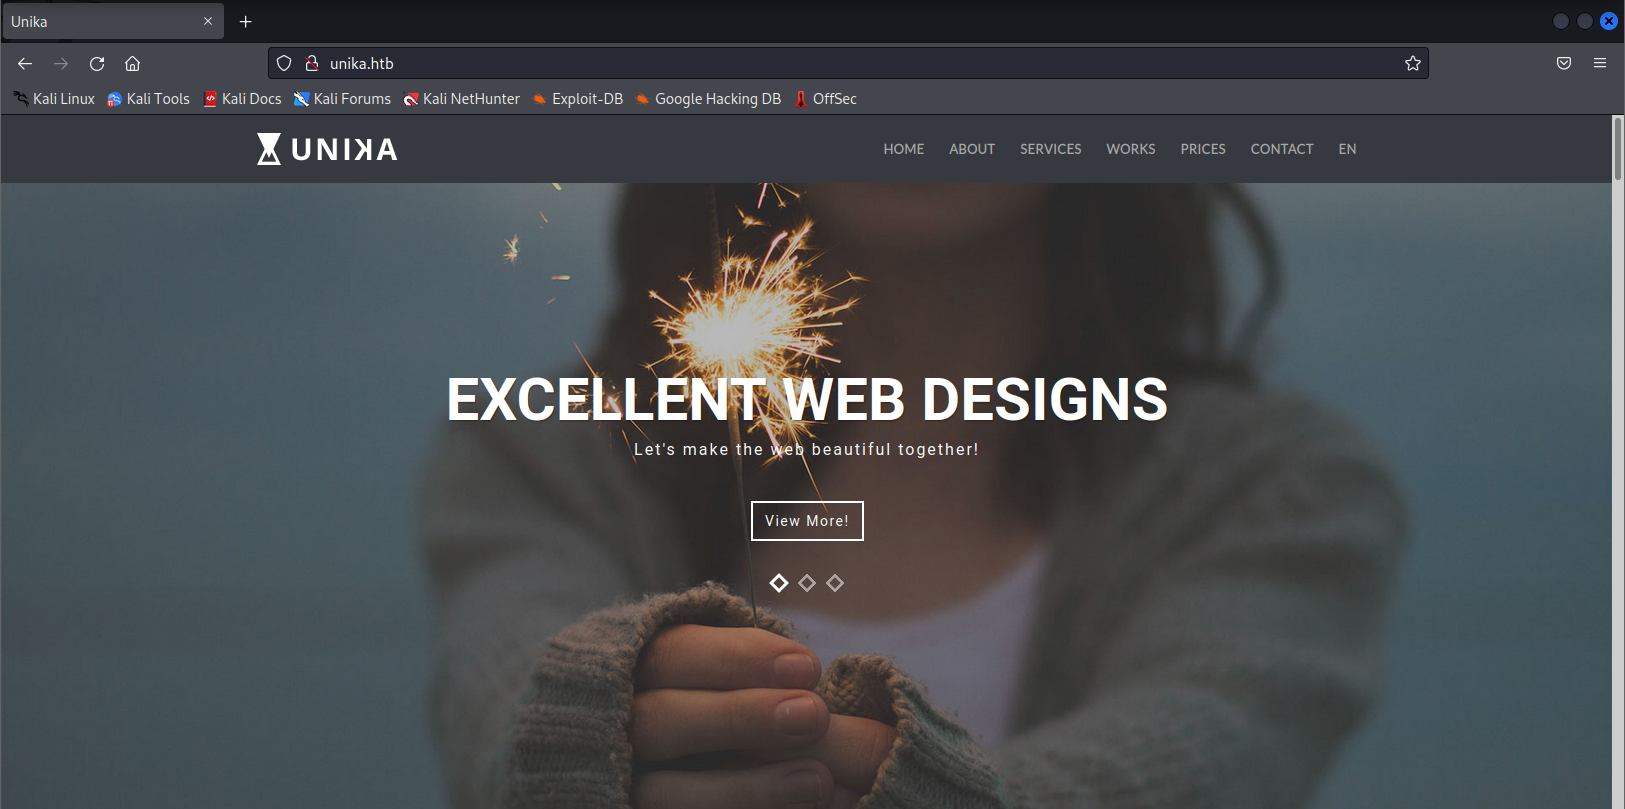 Unika
unika.htb
Kali Linux Kali Tools Kali Docs Kali Forums Kali NetHunter Exploit-DB Google Hacking DB OffSec
UNIKA HOME ABOUT SERVICES WORKS PRICES CONTACT EN
EXCELLENT WEB DESIGNS
Let's make the web beautiful together!
View More!